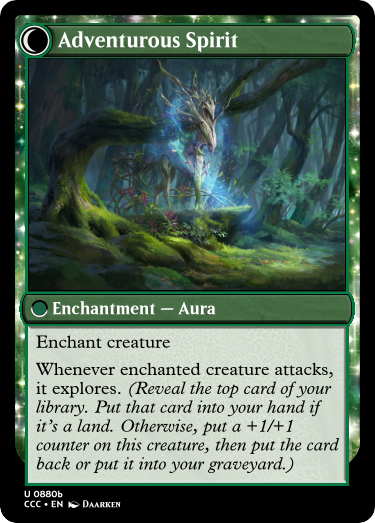 Adventurous Spirit
Enchantment — Aura
Enchant creature
Whenever enchanted creature attacks,
it explores. (Reveal the top card of your
library. Put that card into your hand if
it's a land. Otherwise, put a +1/+1
counter on this creature, then put the card
back or put it into your graveyard.)
U 0880b
CCC • EN Daarken